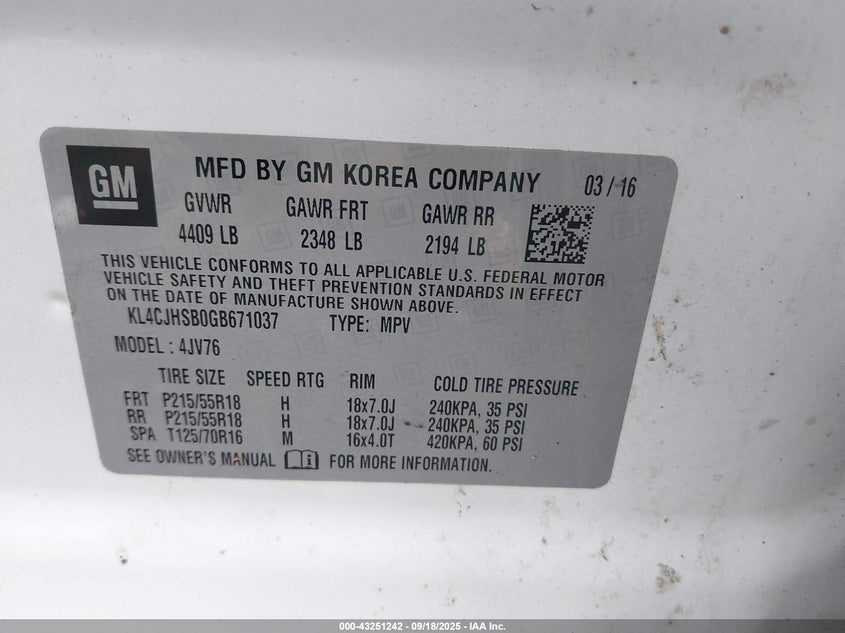 GM
MFD BY GM KOREA COMPANY 03 / 16
GVWR GAWR FRT GAWR RR
4409 LB 2348 LB 2194 LB
THIS VEHICLE CONFORMS TO ALL APPLICABLE U.S. FEDERAL MOTOR
VEHICLE SAFETY AND THEFT PREVENTION STANDARDS IN EFFECT
ON THE DATE OF MANUFACTURE SHOWN ABOVE.
KL4CJHSB0GB671037 TYPE: MPV
MODEL : 4JV76
TIRE SIZE SPEED RTG RIM COLD TIRE PRESSURE
FRT P215/55R18 H 18x7.0J 240KPA, 35 PSI
RR P215/55R18 H 18x7.0J 240KPA, 35 PSI
SPA T125/70R16 M 16x4.0T 420KPA, 60 PSI
SEE OWNER'S MANUAL i FOR MORE INFORMATION.
000-43251242 - 09/18/2025 - IAA Inc.